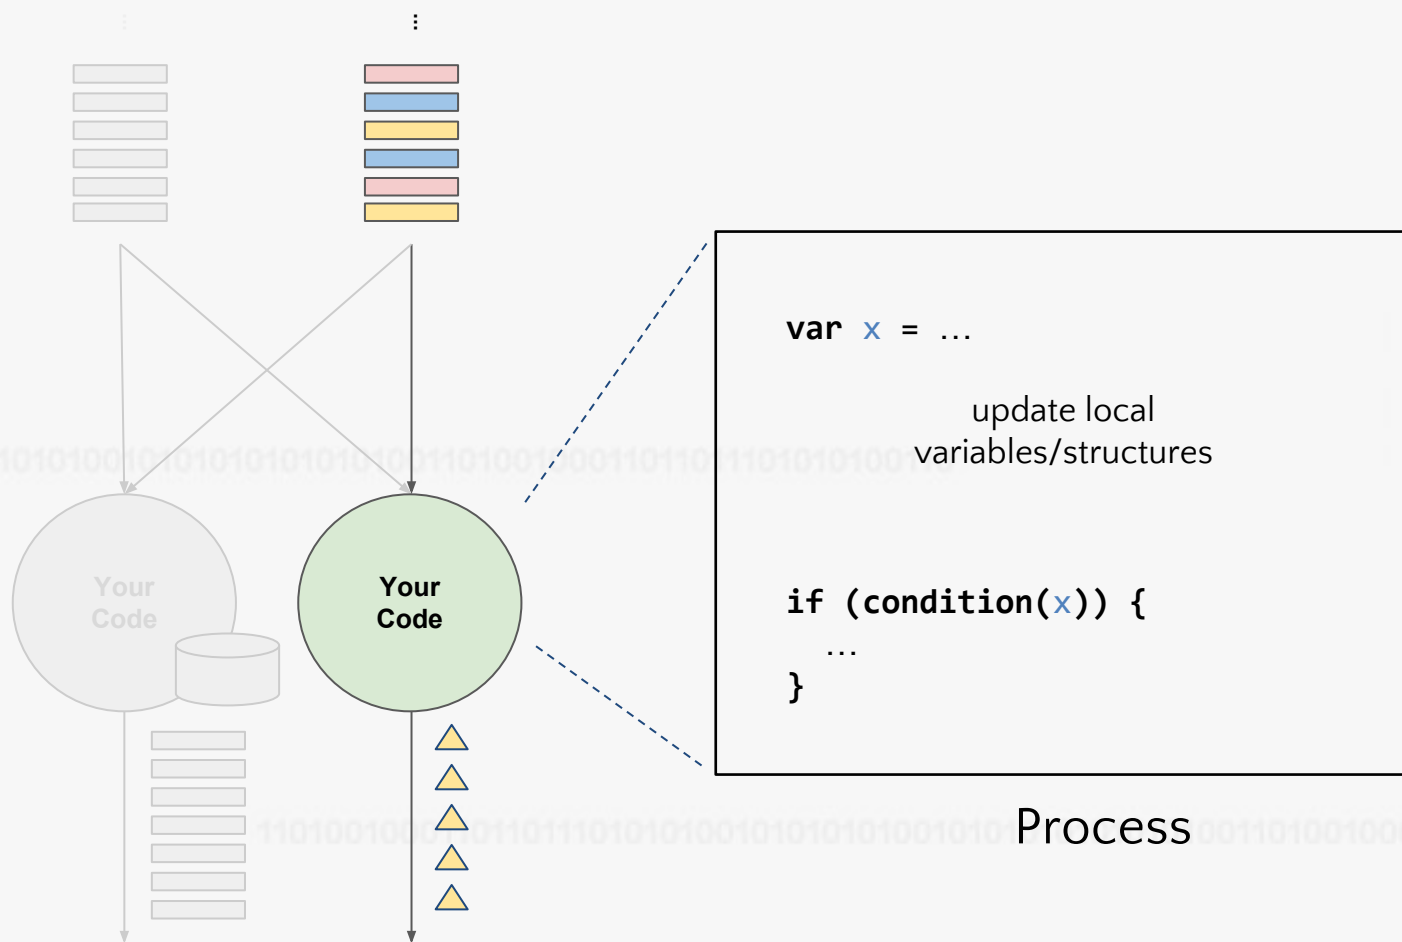 ⋮
⋮
Your
Code
Your
Code
var x = …
update local
variables/structures
if (condition(x)) {
…
}
Process